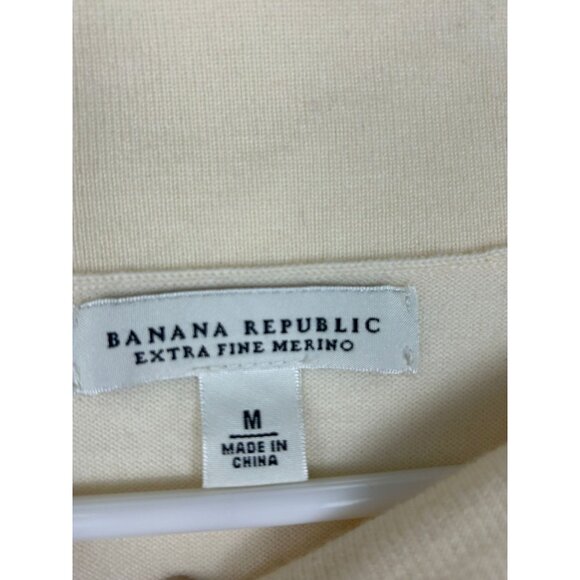 BANANA REPUBLIC
EXTRA FINE MERINO
M
MADE IN
CHINA